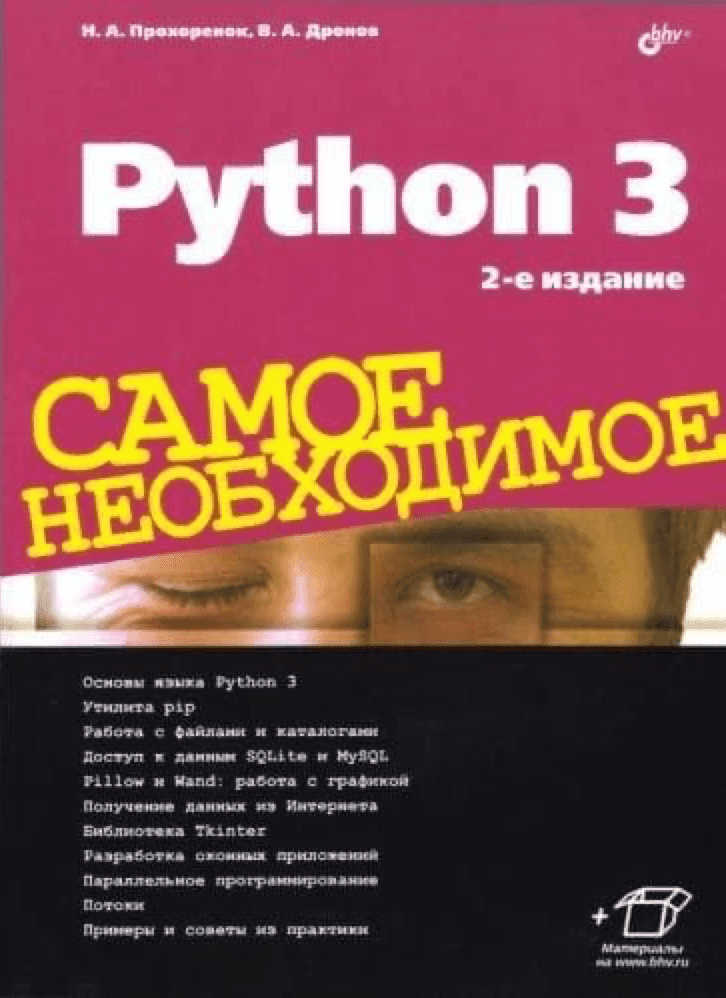 Н. А. Прохоренок, В. А. Дронов
bhv®
Python 3
2-е издание
САМОЕ
НЕОБХОДИМОЕ
Основы языка Python 3
Утилита pip
Работа с файлами и каталогами
Доступ к данным SQLite и MySQL
Pillow и Wand: работа с графикой
Получение данных из Интернета
Библиотека Tkinter
Разработка оконных приложений
Параллельное программирование
Потоки
Примеры и советы из практики
+
Материалы
на www.bhv.ru